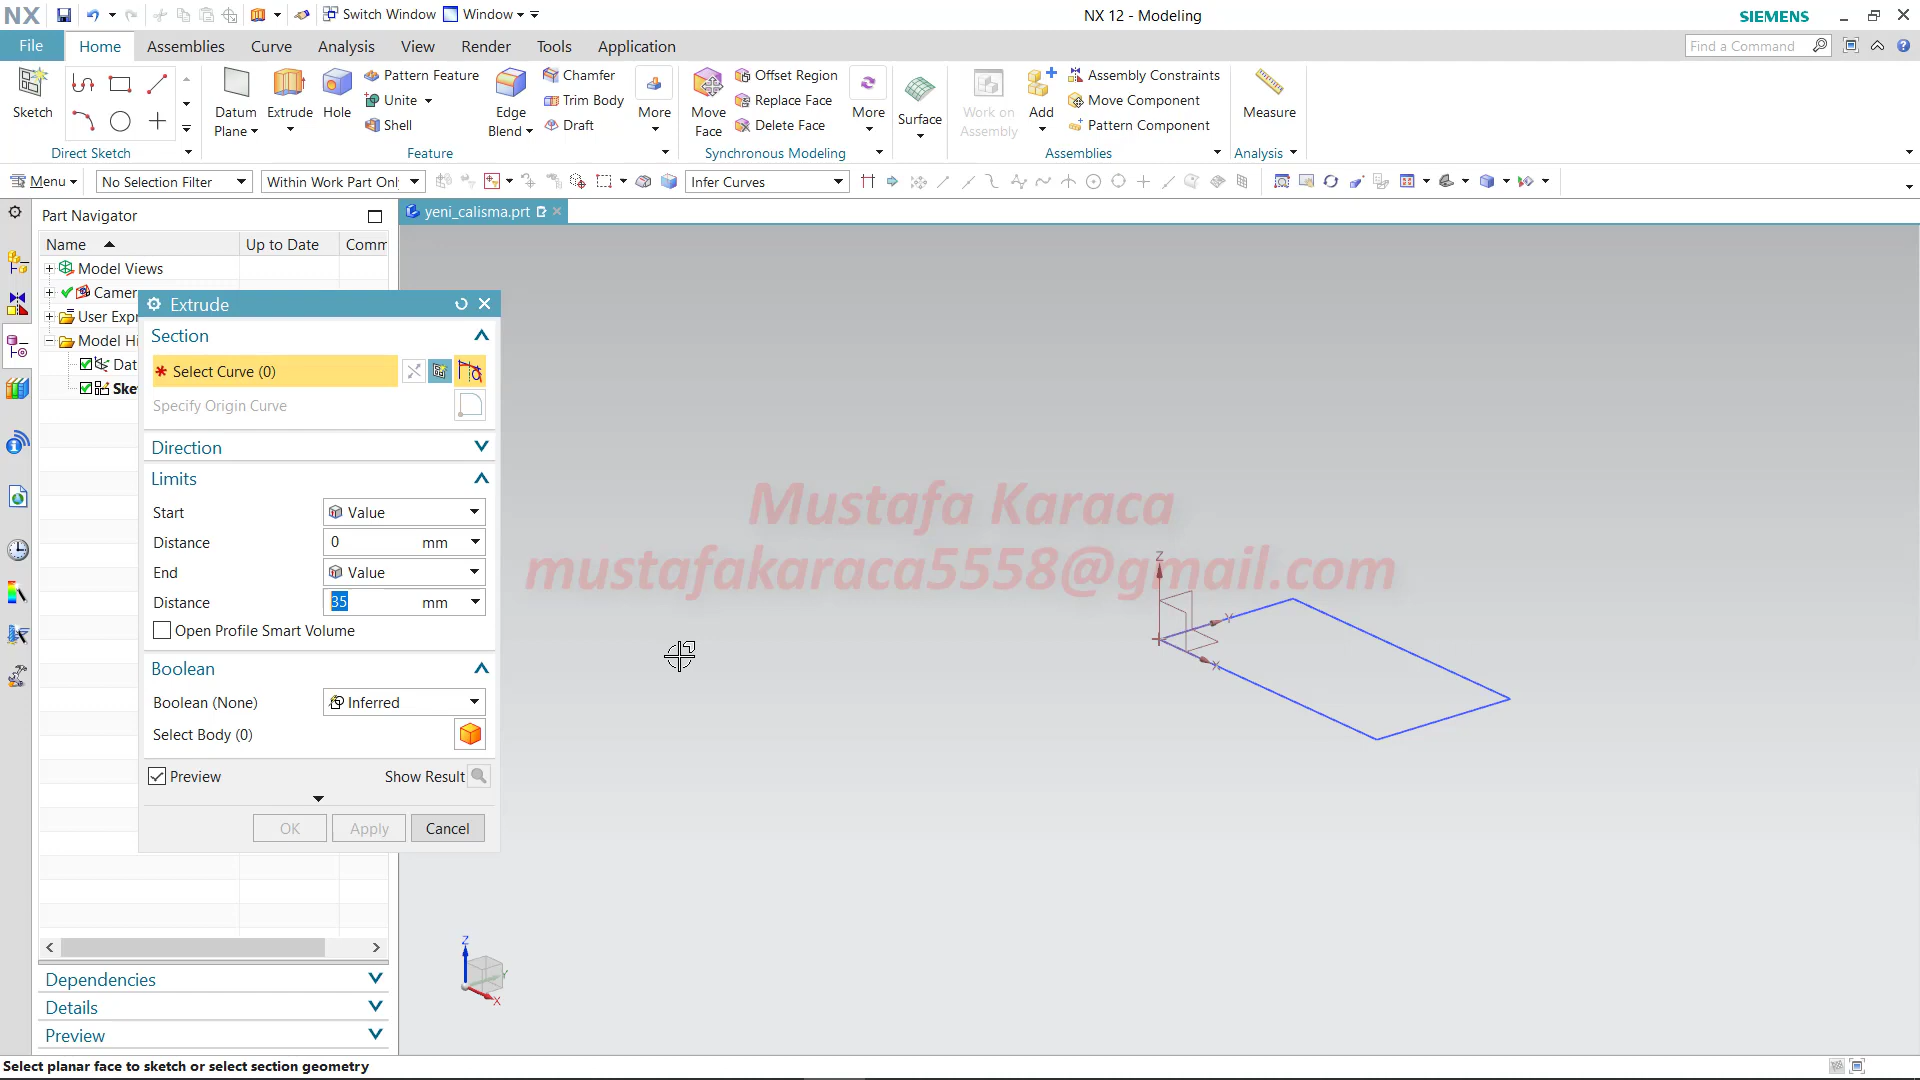 NX
Switch Window
Window
NX 12 - Modeling
SIEMENS
File
Home
Assemblies
Curve
Analysis
View
Render
Tools
Application
Find a Command
Sketch
Datum
Plane
Extrude
Hole
Pattern Feature
Unite
Shell
Edge
Blend
Chamfer
Trim Body
Draft
More
Move
Face
Offset Region
Replace Face
Delete Face
More
Surface
Work on
Assembly
Add
Assembly Constraints
Move Component
Pattern Component
Measure
Direct Sketch
Feature
Synchronous Modeling
Assemblies
Analysis
Menu
No Selection Filter
Within Work Part Onl
Infer Curves
Part Navigator
yeni_calisma.prt
Name
Up to Date
Comm
Model Views
Camer
User Expr
Model Hi
Dat
Ske
Extrude
Section
* Select Curve (0)
Specify Origin Curve
Direction
Limits
Start
Value
Distance
0 mm
End
Value
Distance
35 mm
Open Profile Smart Volume
Boolean
Boolean (None)
Inferred
Select Body (0)
Preview
Show Result
OK
Apply
Cancel
Mustafa Karaca
mustafakaraca5558@gmail.com
Z
Y
X
Z
Y
X
Dependencies
Details
Preview
Select planar face to sketch or select section geometry